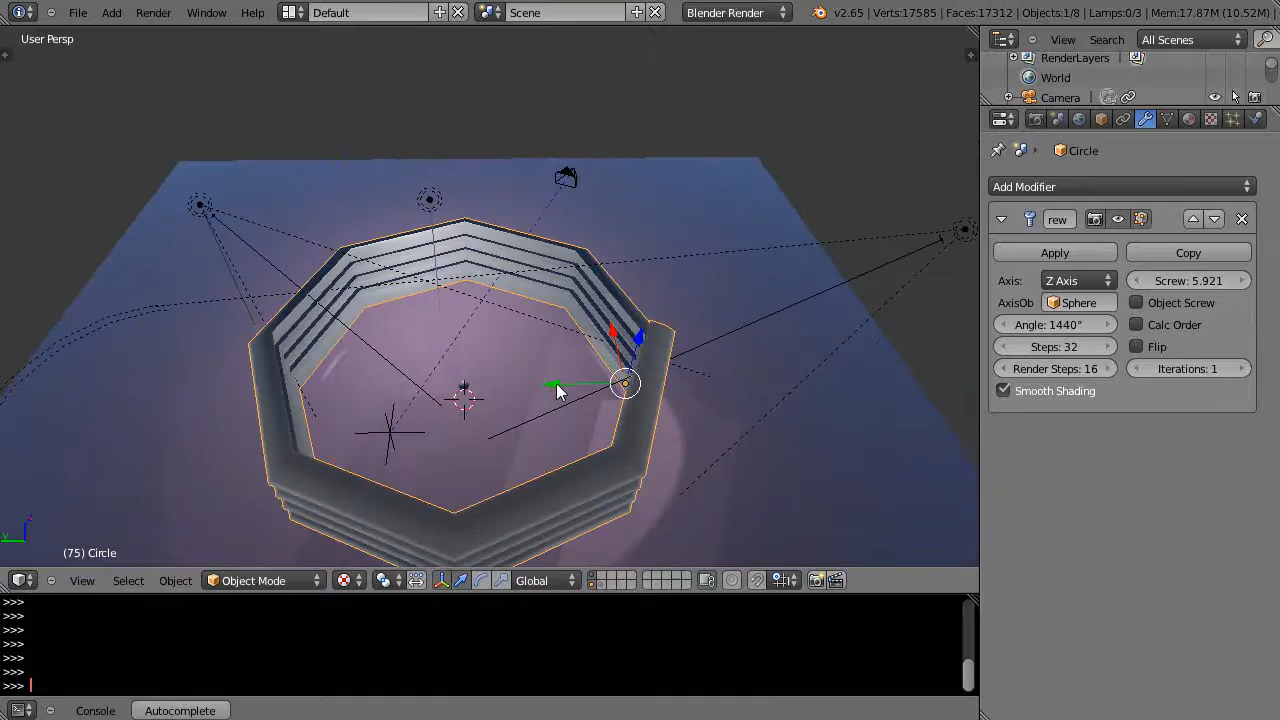 File Add Render Window Help Default Scene Blender Render v2.65 | Verts:17585 | Faces:17312 | Objects:1/8 | Lamps:0/3 | Mem:17.87M (10.52M)
User Persp
View Search All Scenes
RenderLayers
World
Camera
Circle
Add Modifier
rew
Apply Copy
Axis: Z Axis Screw: 5.921
AxisOb Sphere Object Screw
Angle: 1440° Calc Order
Steps: 32 Flip
Render Steps: 16 Iterations: 1
Smooth Shading
z
y
(75) Circle
View Select Object Object Mode Global
>>>
>>>
>>>
>>>
>>>
>>>
>>>
Console Autocomplete